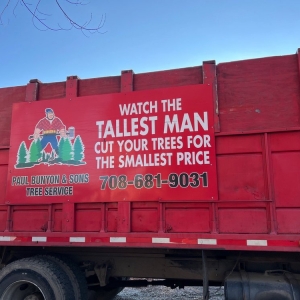 WATCH THE
TALLEST MAN
CUT YOUR TREES FOR
THE SMALLEST PRICE
PAUL BUNYON & SONS
TREE SERVICE
708-681-9031